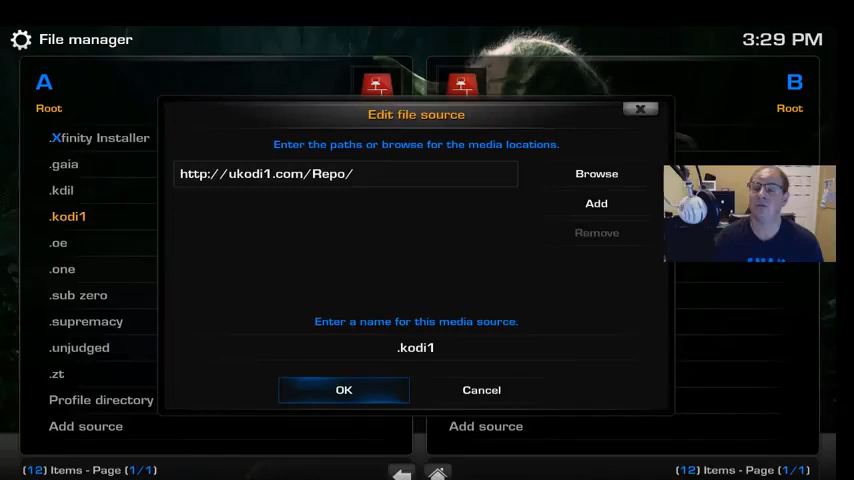 File manager
3:29 PM
A
B
Root
Root
.Xfinity Installer
.gaia
.kdil
.kodi1
.oe
.one
.sub zero
.supremacy
.unjudged
.zt
Profile directory
Add source
Add source
Edit file source
Enter the paths or browse for the media locations.
http://ukodi1.com/Repo/
Browse
Add
Remove
Enter a name for this media source.
.kodi1
OK
Cancel
(12) Items - Page (1/1)
(12) Items - Page (1/1)